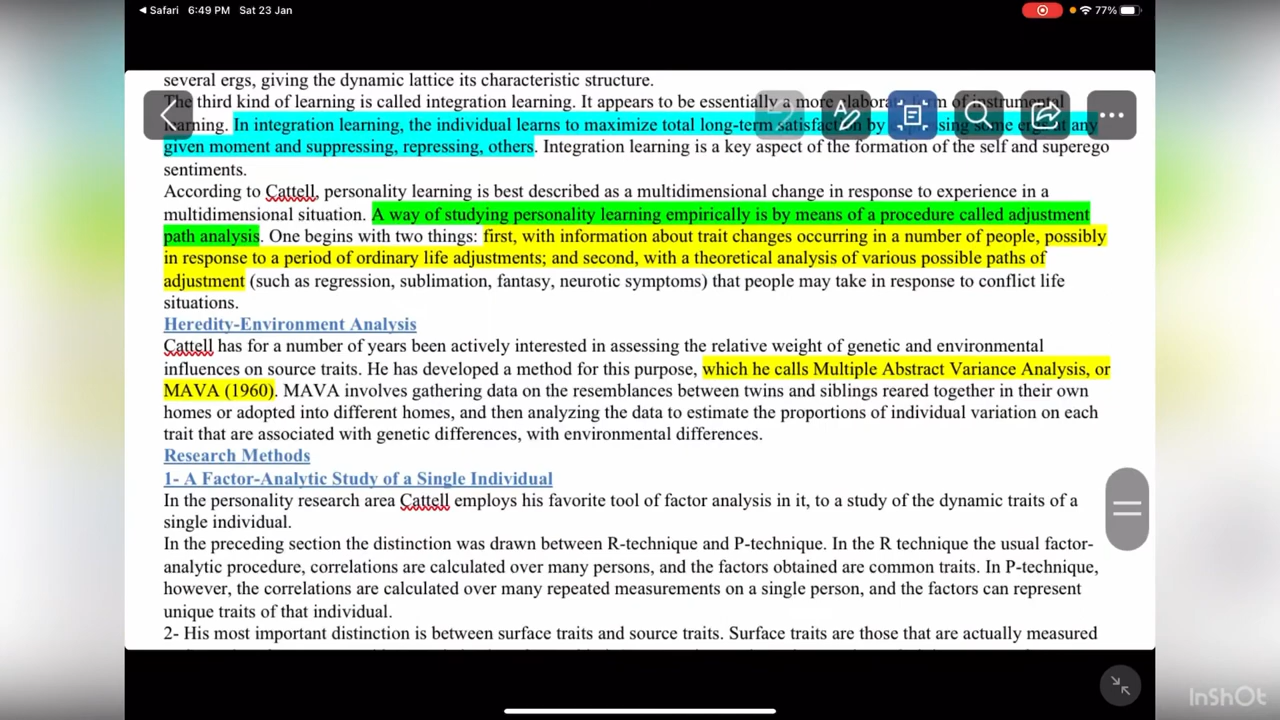 Safari 6:49 PM Sat 23 Jan 77%
several ergs, giving the dynamic lattice its characteristic structure.
The third kind of learning is called integration learning. It appears to be essentially a more of instrumental
learning. In integration learning, the individual learns to maximize total long-term satisfaction by some at any
given moment and suppressing, repressing, others. Integration learning is a key aspect of the formation of the self and superego
sentiments.
According to Cattell, personality learning is best described as a multidimensional change in response to experience in a
multidimensional situation. A way of studying personality learning empirically is by means of a procedure called adjustment
path analysis. One begins with two things: first, with information about trait changes occurring in a number of people, possibly
in response to a period of ordinary life adjustments; and second, with a theoretical analysis of various possible paths of
adjustment (such as regression, sublimation, fantasy, neurotic symptoms) that people may take in response to conflict life
situations.
Heredity-Environment Analysis
Cattell has for a number of years been actively interested in assessing the relative weight of genetic and environmental
influences on source traits. He has developed a method for this purpose, which he calls Multiple Abstract Variance Analysis, or
MAVA (1960). MAVA involves gathering data on the resemblances between twins and siblings reared together in their own
homes or adopted into different homes, and then analyzing the data to estimate the proportions of individual variation on each
trait that are associated with genetic differences, with environmental differences.
Research Methods
1- A Factor-Analytic Study of a Single Individual
In the personality research area Cattell employs his favorite tool of factor analysis in it, to a study of the dynamic traits of a
single individual.
In the preceding section the distinction was drawn between R-technique and P-technique. In the R technique the usual factor-
analytic procedure, correlations are calculated over many persons, and the factors obtained are common traits. In P-technique,
however, the correlations are calculated over many repeated measurements on a single person, and the factors can represent
unique traits of that individual.
2- His most important distinction is between surface traits and source traits. Surface traits are those that are actually measured
InShOt